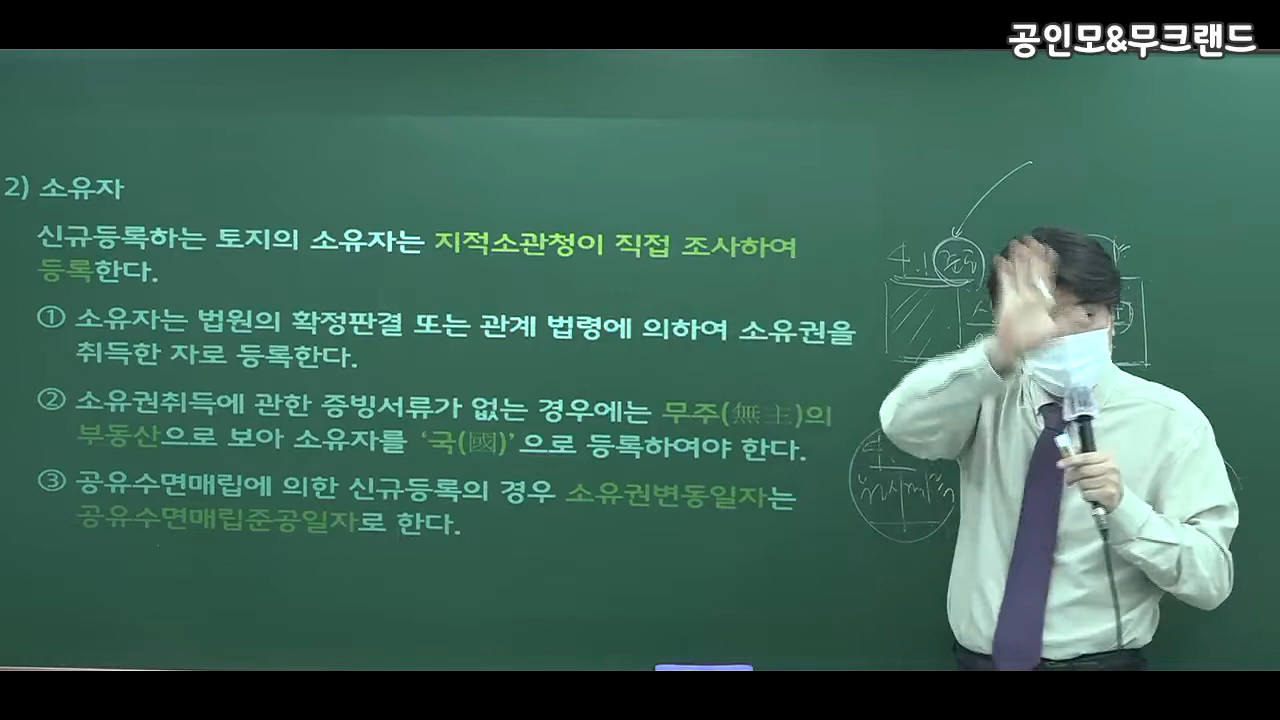 공인모&무크랜드
2) 소유자
신규등록하는 토지의 소유자는 지적소관청이 직접 조사하여
등록한다.
① 소유자는 법원의 확정판결 또는 관계 법령에 의하여 소유권을
취득한 자로 등록한다.
② 소유권취득에 관한 증빙서류가 없는 경우에는 무주(無主)의
부동산으로 보아 소유자를 ‘국(國)’으로 등록하여야 한다.
③ 공유수면매립에 의한 신규등록의 경우 소유권변동일자는
공유수면매립준공일자로 한다.